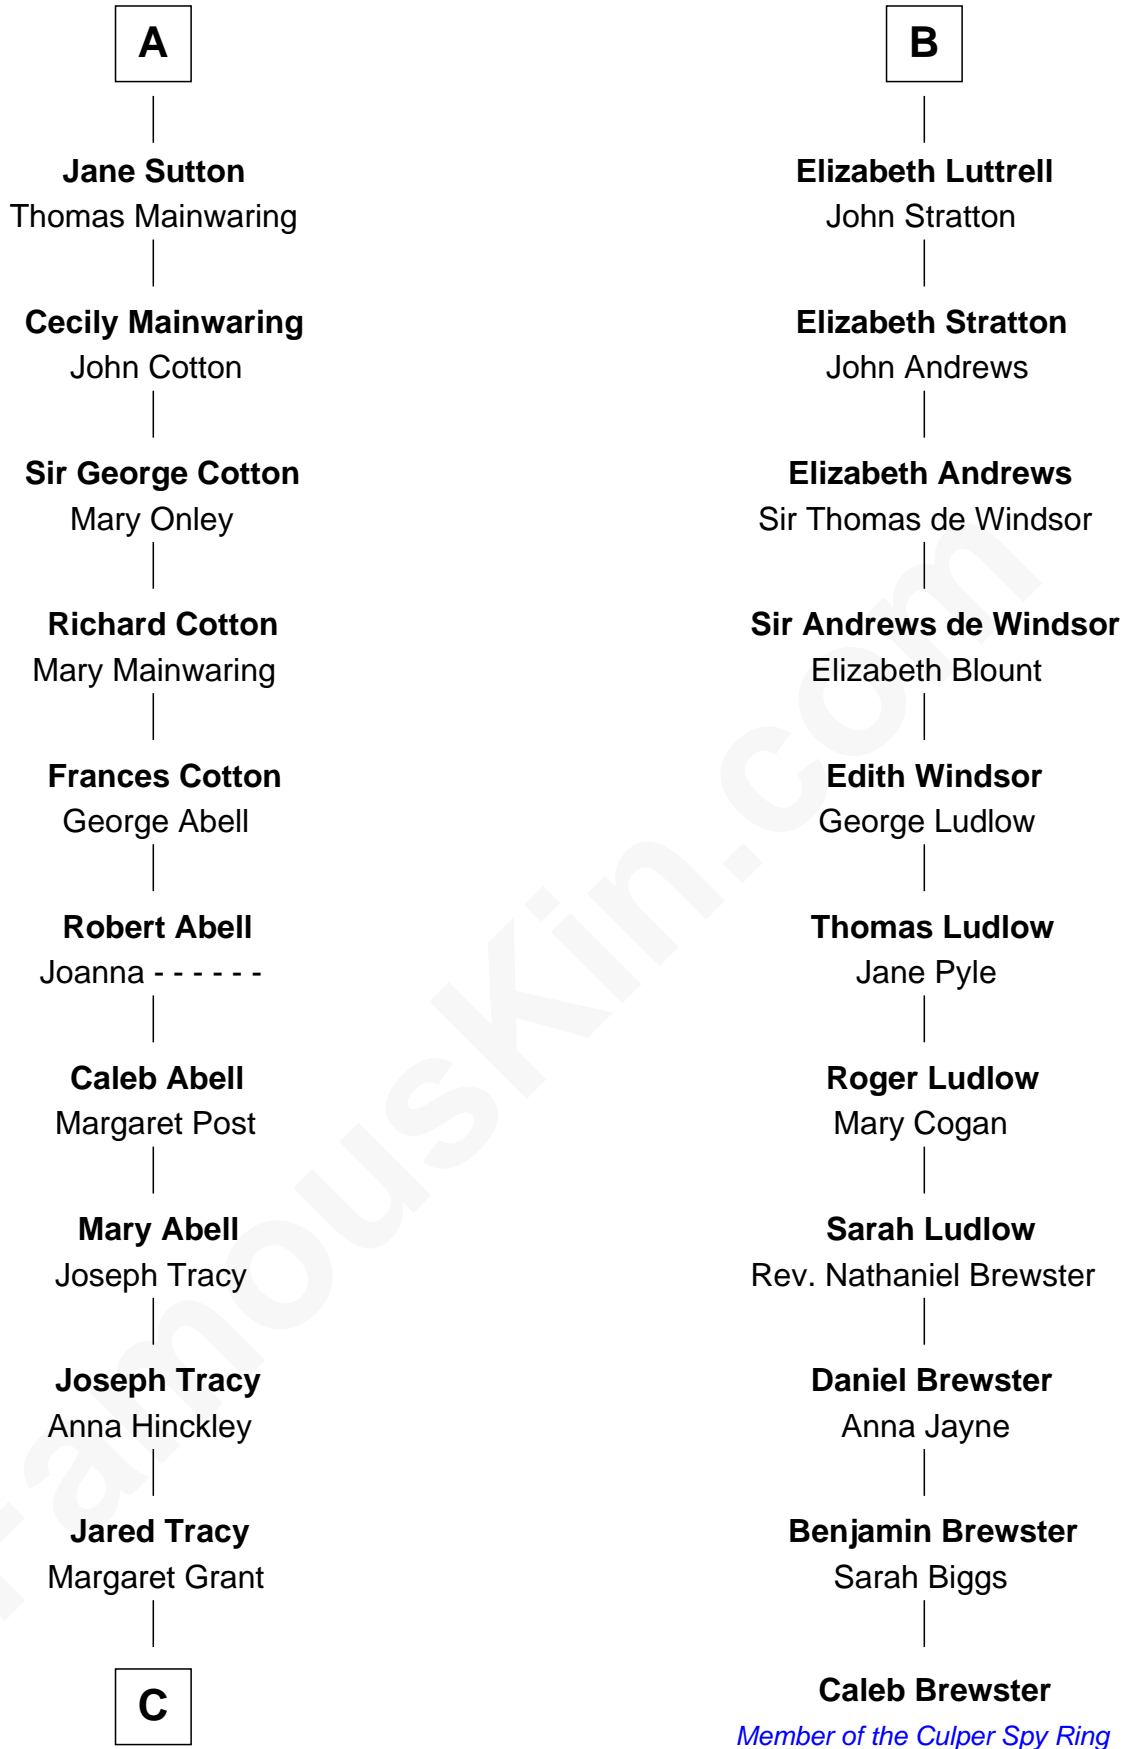 A
Jane Sutton
Thomas Mainwaring
Cecily Mainwaring
John Cotton
Sir George Cotton
Mary Onley
Richard Cotton
Mary Mainwaring
Frances Cotton
George Abell
Robert Abell
Joanna - - - - - -
Caleb Abell
Margaret Post
Mary Abell
Joseph Tracy
Joseph Tracy
Anna Hinckley
Jared Tracy
Margaret Grant
C
B
Elizabeth Luttrell
John Stratton
Elizabeth Stratton
John Andrews
Elizabeth Andrews
Sir Thomas de Windsor
Sir Andrews de Windsor
Elizabeth Blount
Edith Windsor
George Ludlow
Thomas Ludlow
Jane Pyle
Roger Ludlow
Mary Cogan
Sarah Ludlow
Rev. Nathaniel Brewster
Daniel Brewster
Anna Jayne
Benjamin Brewster
Sarah Biggs
Caleb Brewster
Member of the Culper Spy Ring
FamousKin.com